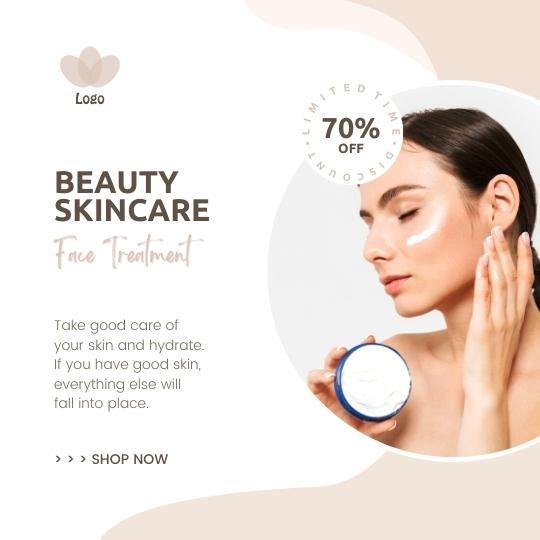 Logo
LIMITED TIME
70%
OFF
DISCOUNT
BEAUTY
SKINCARE
Face Treatment
Take good care of
your skin and hydrate.
If you have good skin,
everything else will
fall into place.
> > > SHOP NOW